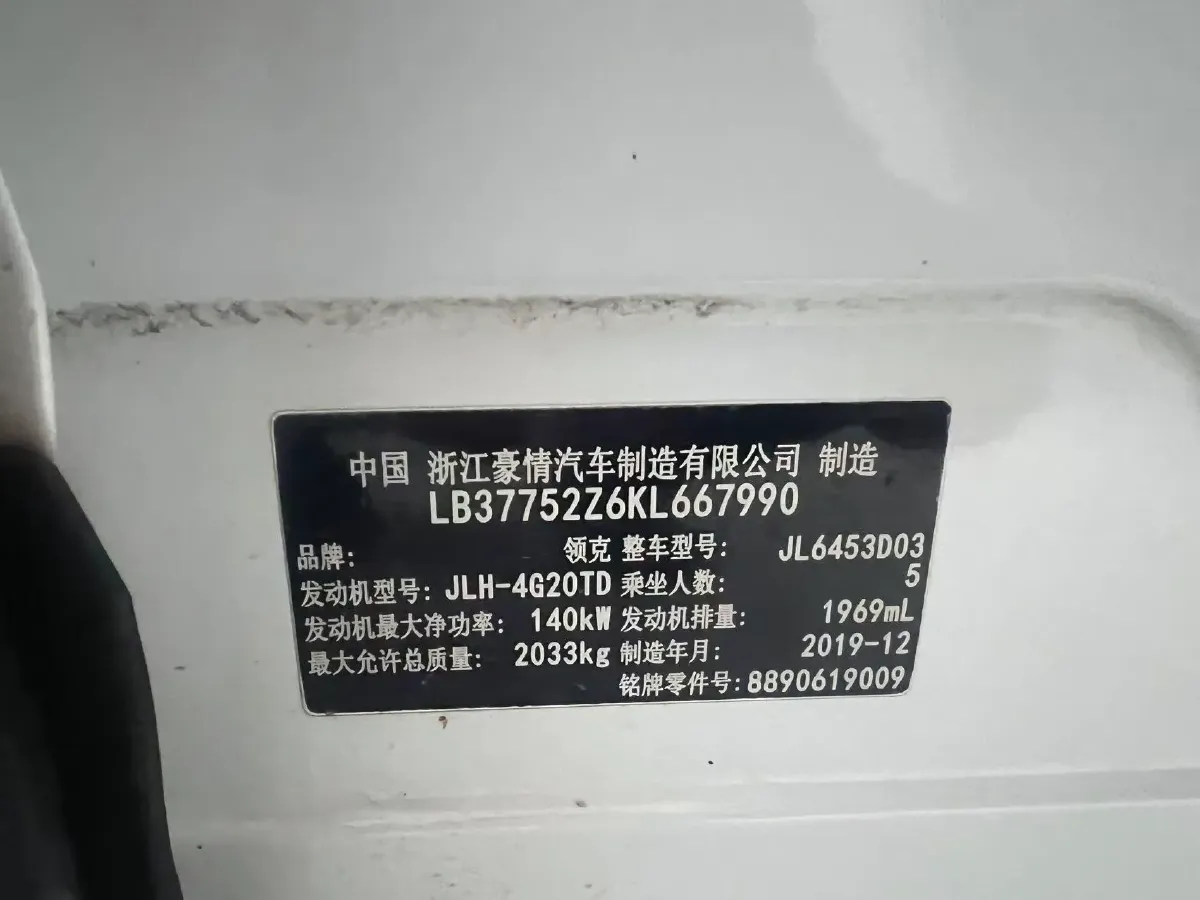 中国 浙江豪情汽车制造有限公司 制造
LB37752Z6KL667990
品牌: 领克 整车型号: JL6453D03
发动机型号: JLH-4G20TD 乘坐人数: 5
发动机最大净功率: 140kW 发动机排量: 1969mL
最大允许总质量: 2033kg 制造年月: 2019-12
铭牌零件号: 8890619009